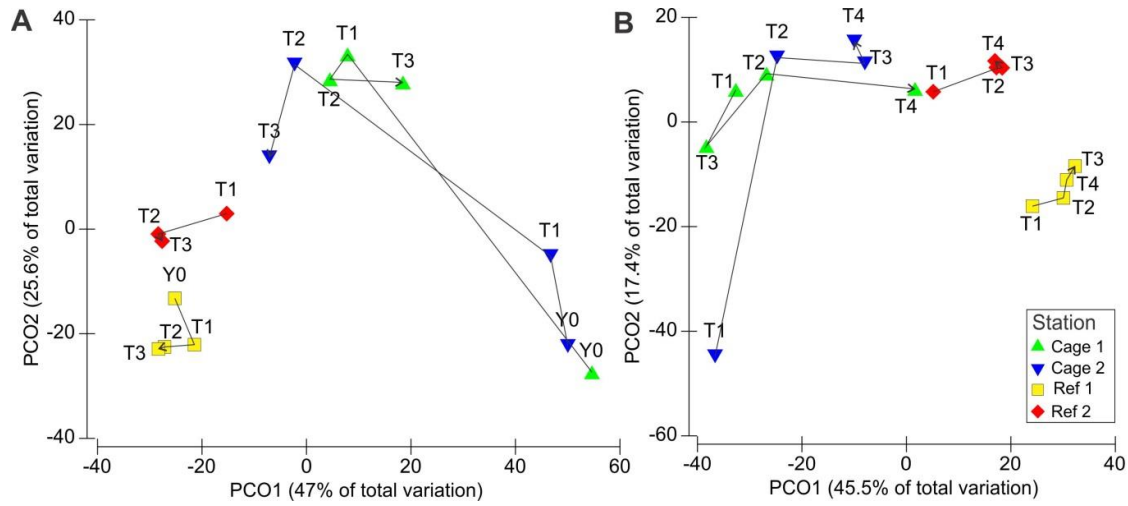 A
40
20
0
-20
-40
PCO2 (25.6% of total variation)
-40
-20
0
20
40
60
PCO1 (47% of total variation)
T2
T1
T3
T2
T3
T1
T2
T3
Y0
T2
T1
T3
T1
Y0
Y0
B
20
0
-20
-40
-60
PCO2 (17.4% of total variation)
-40
-20
0
20
40
PCO1 (45.5% of total variation)
T4
T2
T3
T4
T2
T1
T1
T3
T2
T4
T3
T3
T4
T2
T1
T1
Station
Cage 1
Cage 2
Ref 1
Ref 2